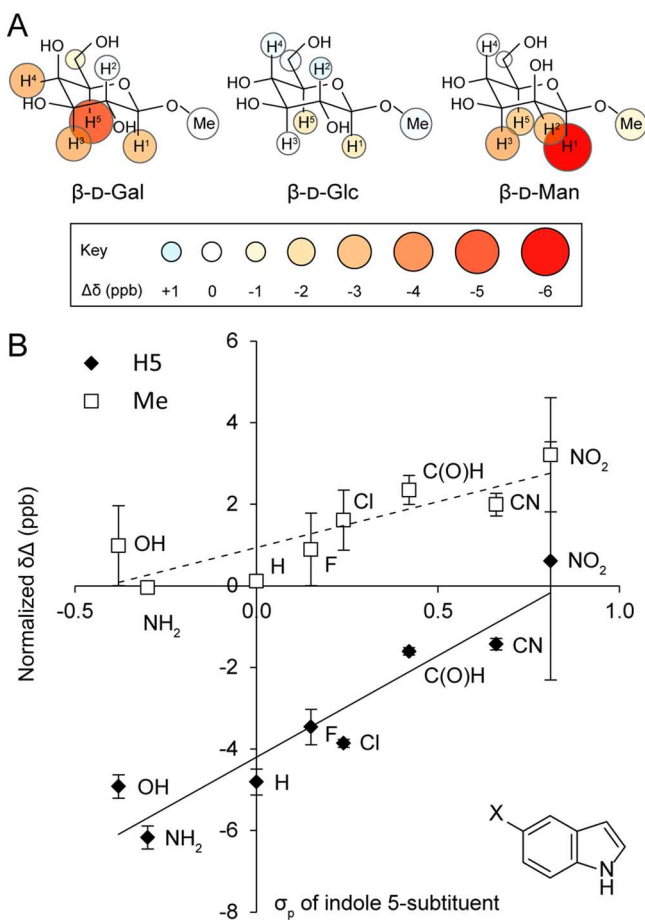 A
HO OH OH H⁴ H² O HO O Me H⁵ OH H³ H¹
β-D-Gal
H⁴ OH H² HO O HO O Me H⁵ OH H³ H¹
β-D-Glc
H⁴ OH OH HO O HO O Me H⁵ H² H³ H¹
β-D-Man
Key
Δδ (ppb) +1 0 -1 -2 -3 -4 -5 -6
B
H5
Me
Normalized δΔ (ppb)
6
4
2
0
-2
-4
-6
-8
-0.5 0.0 0.5 1.0
OH
NH₂
H
F
Cl
C(O)H
CN
NO₂
NO₂
CN
C(O)H
F
Cl
H
OH
NH₂
X
N
H
σₚ of indole 5-subtituent